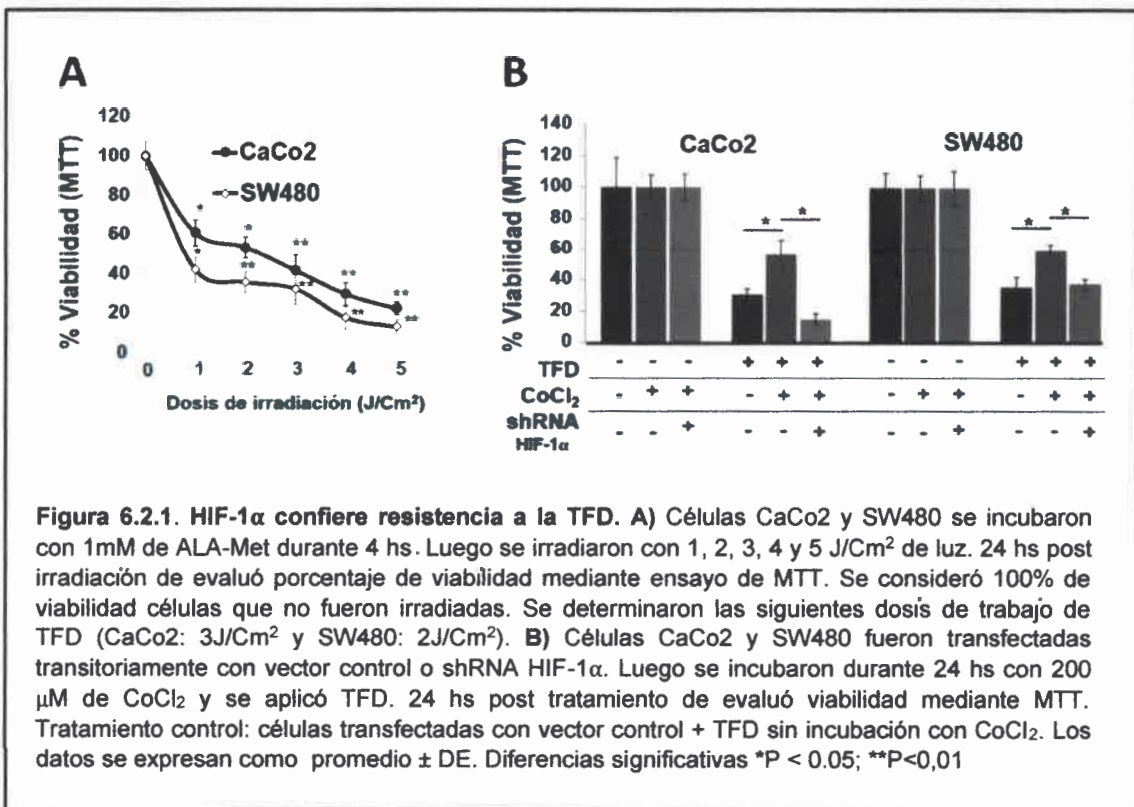 A
120
100
80
60
40
20
0
% Viabilidad (MTT)
CaCo2
SW480
* * ** ** **
* ** ** ** **
0 1 2 3 4 5
Dosis de irradiación (J/Cm²)
B
140
120
100
80
60
40
20
0
% Viabilidad (MTT)
CaCo2 SW480
* * * *
TFD - - - + + + - - - + + +
CoCl₂ - + + - + + - + + - + +
shRNA - - + - - + - - + - - +
HIF-1α
Figura 6.2.1. HIF-1α confiere resistencia a la TFD. A) Células CaCo2 y SW480 se incubaron
con 1mM de ALA-Met durante 4 hs. Luego se irradiaron con 1, 2, 3, 4 y 5 J/Cm² de luz. 24 hs post
irradiación de evaluó porcentaje de viabilidad mediante ensayo de MTT. Se consideró 100% de
viabilidad células que no fueron irradiadas. Se determinaron las siguientes dosis de trabajo de
TFD (CaCo2: 3J/Cm² y SW480: 2J/Cm²). B) Células CaCo2 y SW480 fueron transfectadas
transitoriamente con vector control o shRNA HIF-1α. Luego se incubaron durante 24 hs con 200
µM de CoCl₂ y se aplicó TFD. 24 hs post tratamiento de evaluó viabilidad mediante MTT.
Tratamiento control: células transfectadas con vector control + TFD sin incubación con CoCl₂. Los
datos se expresan como promedio ± DE. Diferencias significativas *P < 0.05; **P<0,01